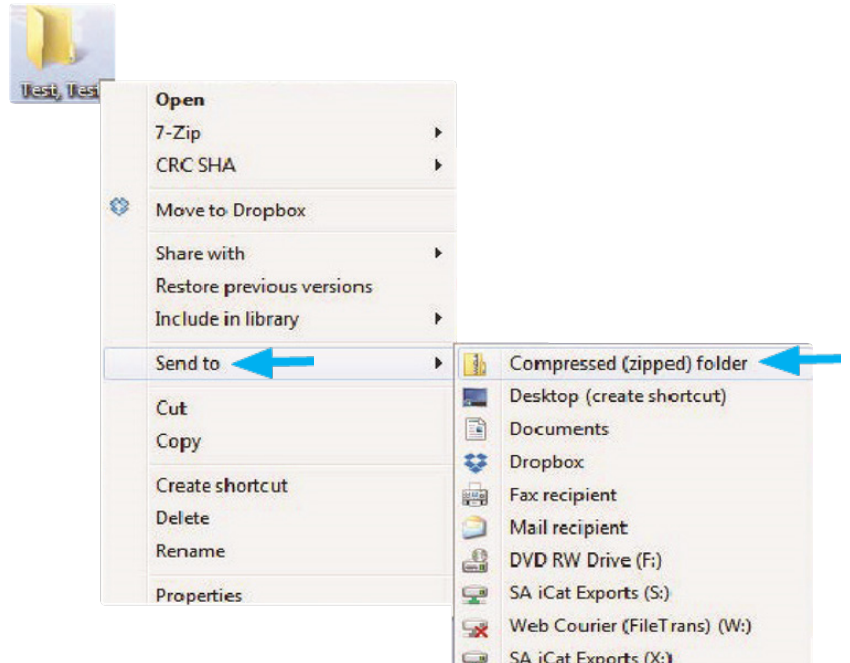 Test, Test
Open
7-Zip
CRC SHA
Move to Dropbox
Share with
Restore previous versions
Include in library
Send to
Cut
Copy
Create shortcut
Delete
Rename
Properties
Compressed (zipped) folder
Desktop (create shortcut)
Documents
Dropbox
Fax recipient
Mail recipient
DVD RW Drive (F:)
SA iCat Exports (S:)
Web Courier (FileTrans) (W:)
SA iCat Exports (X:)